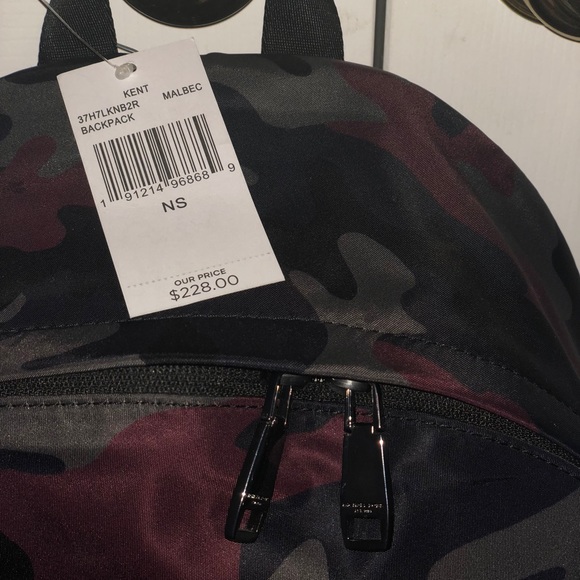 KENT
37H7LKNB2R MALBEC
BACKPACK
1 91214 96868 9
NS
OUR PRICE
$228.00